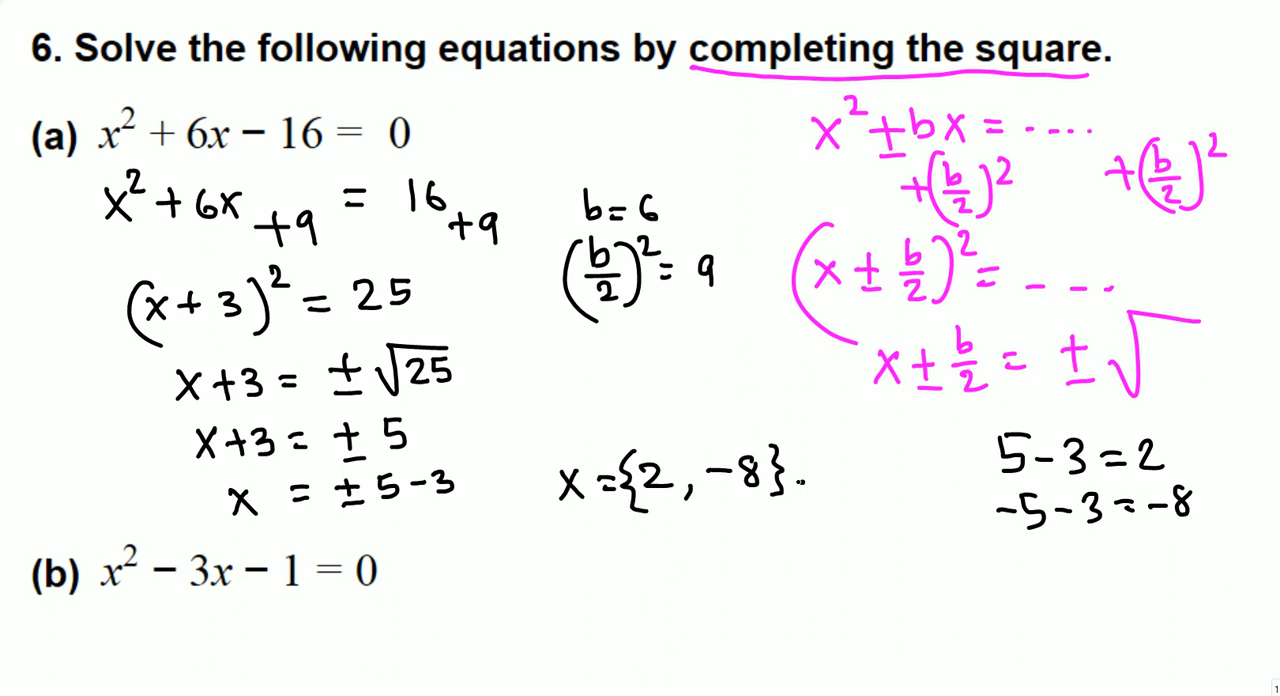 6. Solve the following equations by completing the square.
(a) x² + 6x − 16 = 0
x² + 6x +9 = 16 +9
(x + 3)² = 25
x + 3 = ± √25
x + 3 = ± 5
x = ± 5 − 3
b = 6
(b/2)² = 9
x² ± bx = ....
+(b/2)² +(b/2)²
(x ± b/2)² = ---
x ± b/2 = ± √
x = {2, −8}.
5 − 3 = 2
−5 − 3 = −8
(b) x² − 3x − 1 = 0
1